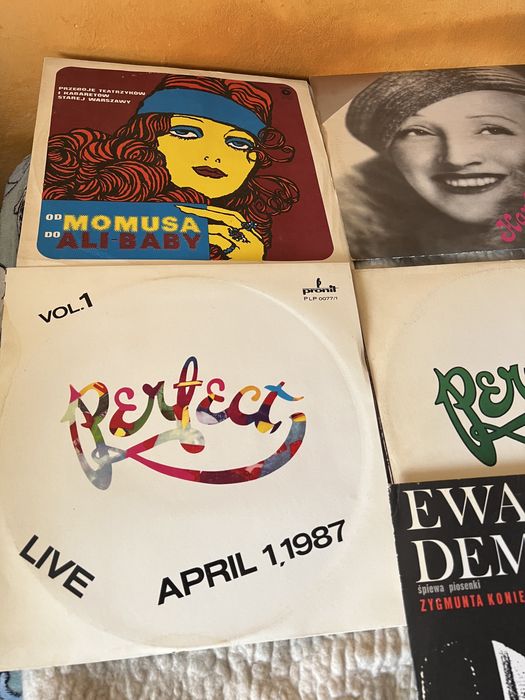 PRZEBOJE TEATRZYKÓW
I KABARETÓW
STAREJ WARSZAWY
OD MOMUSA
DO ALI-BABY
VOL.1
pronit
PLP 0077/1
Perfect
LIVE APRIL 1,1987
EWA
DEM
śpiewa piosenki
ZYGMUNTA KONIE